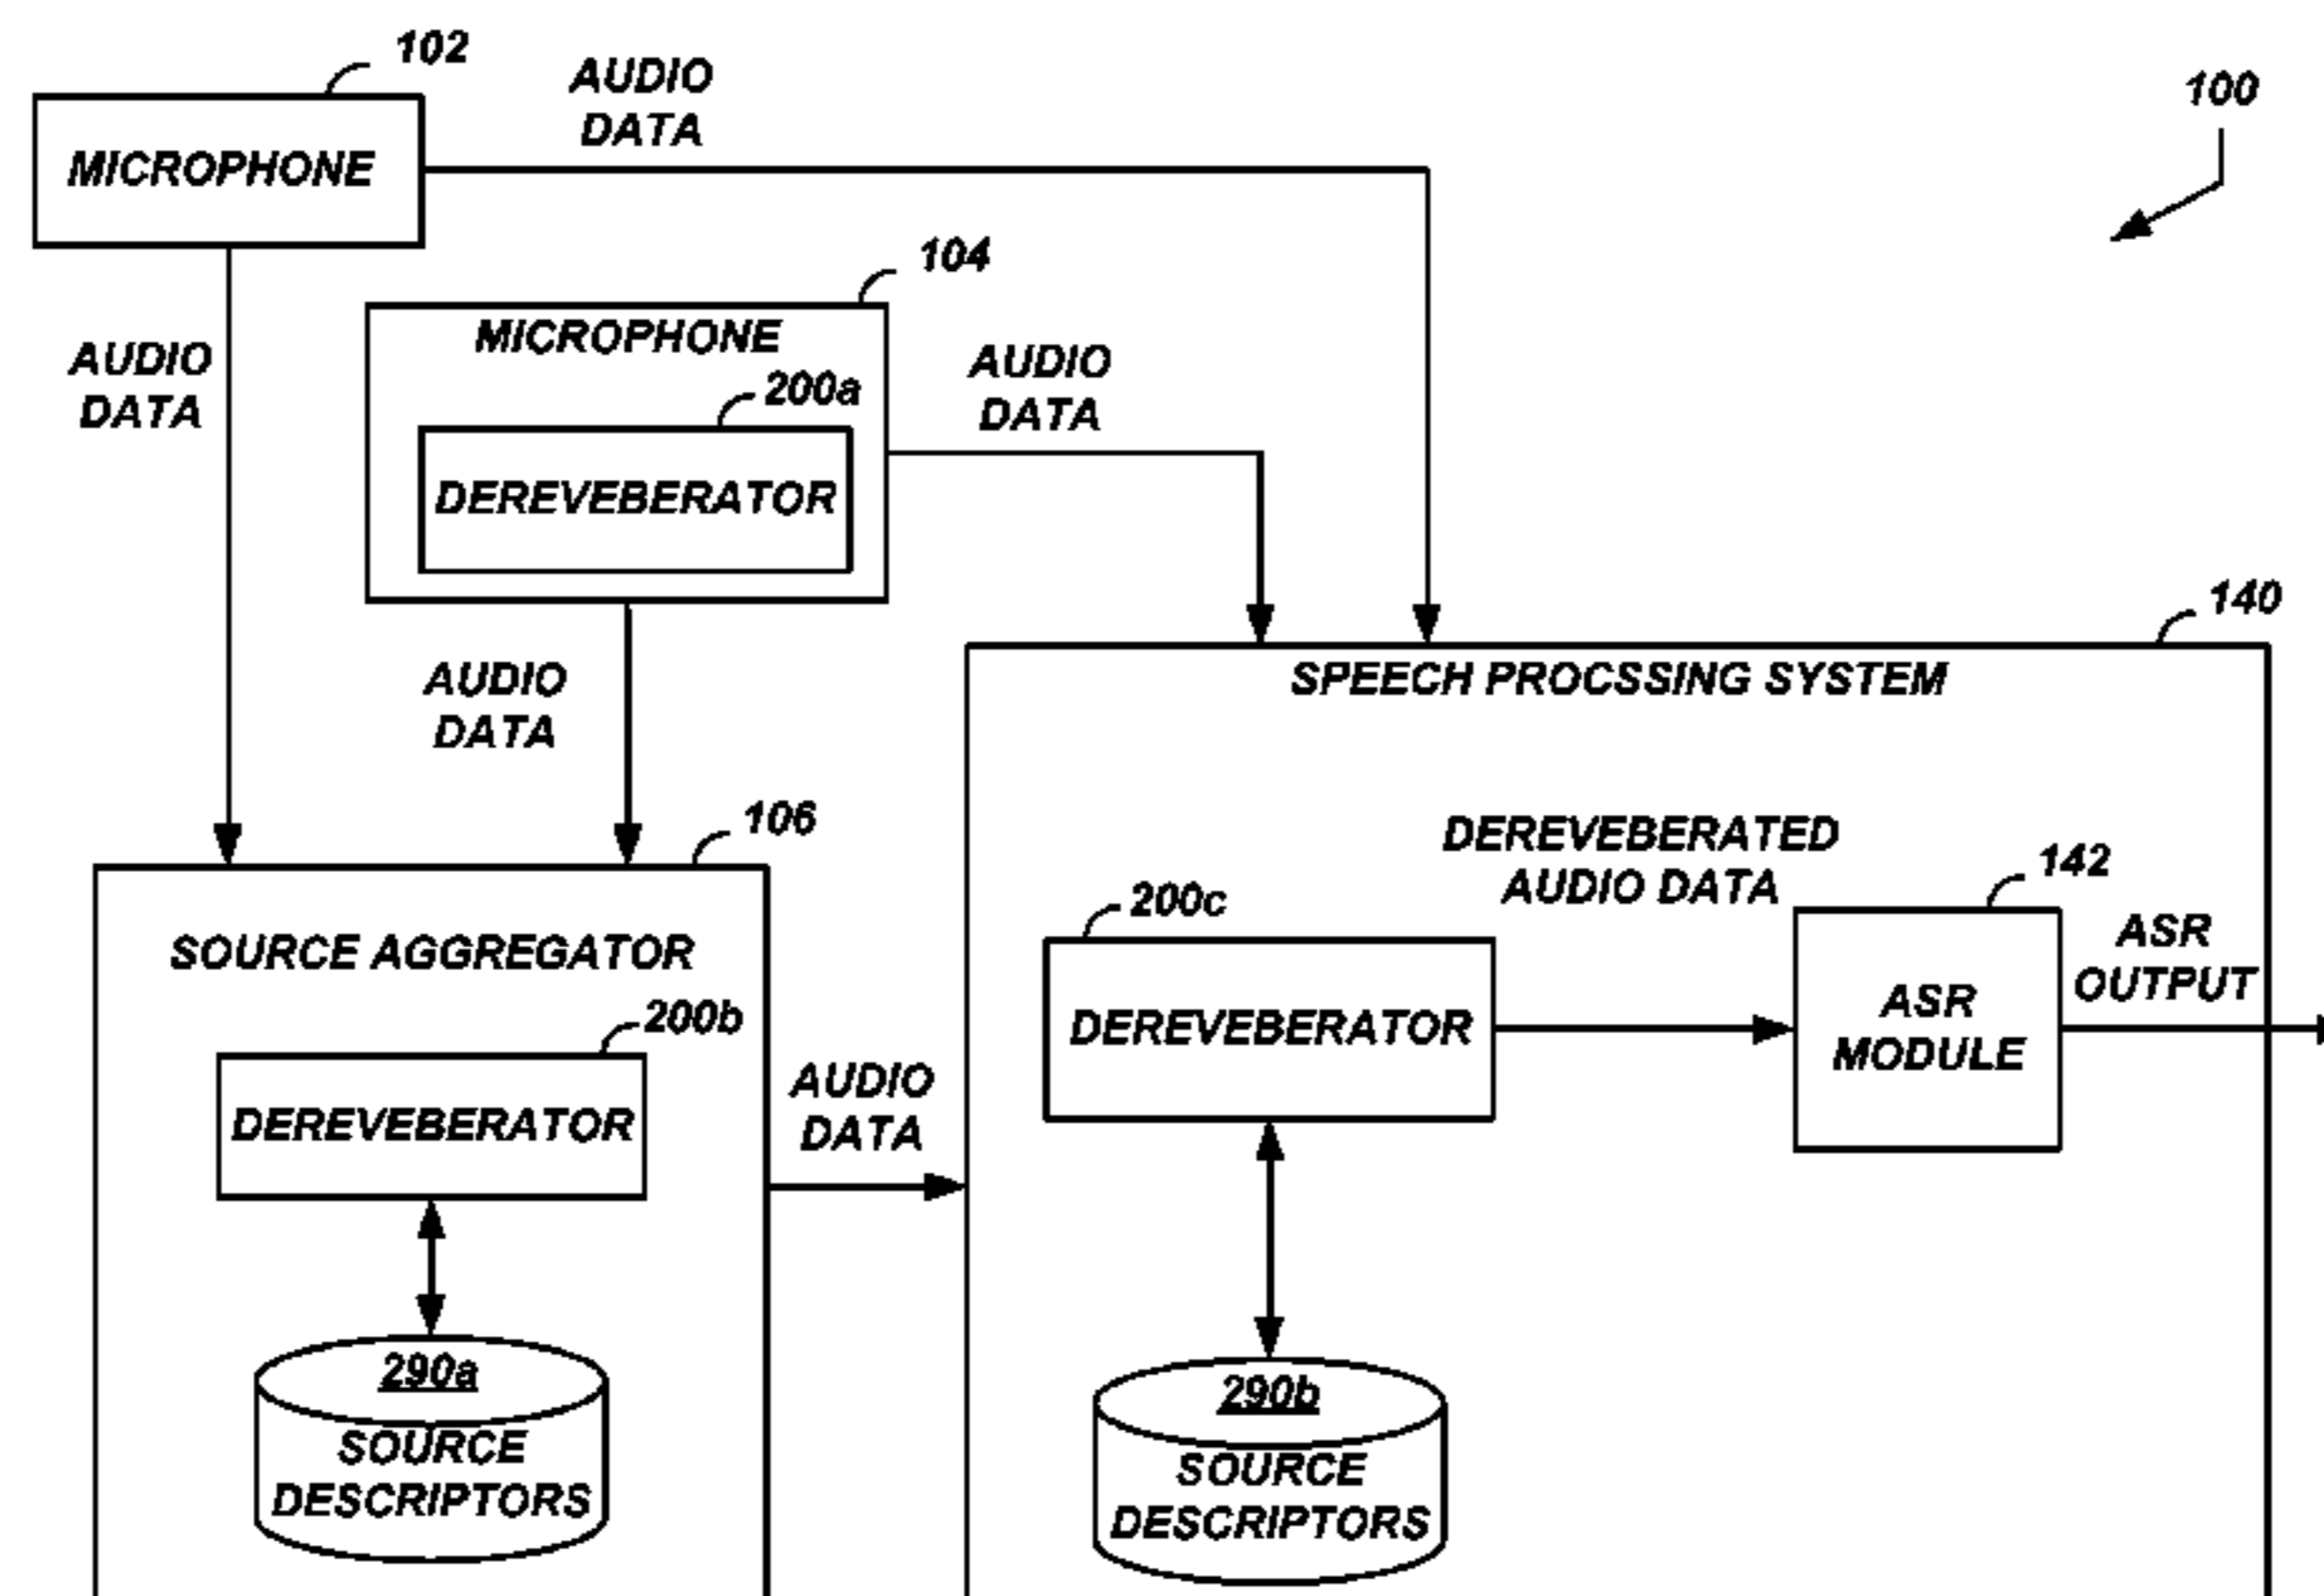 102
AUDIO
DATA
100
MICROPHONE
104
MICROPHONE
AUDIO
DATA
200a
AUDIO
DATA
DEREVEBERATOR
140
SPEECH PROCSSING SYSTEM
AUDIO
DATA
106
DEREVEBERATED
AUDIO DATA
142
200c
ASR
OUTPUT
SOURCE AGGREGATOR
200b
DEREVEBERATOR
ASR
MODULE
AUDIO
DATA
DEREVEBERATOR
290a
SOURCE
DESCRIPTORS
290b
SOURCE
DESCRIPTORS